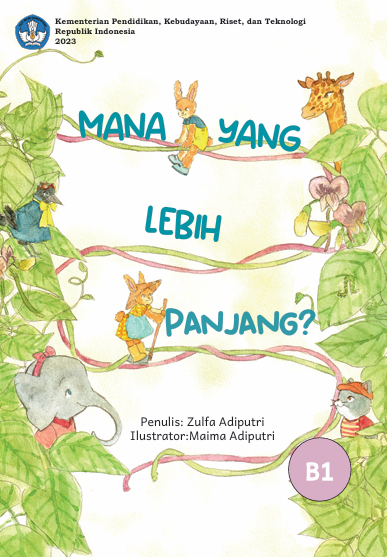 Kementerian Pendidikan, Kebudayaan, Riset, dan Teknologi
Republik Indonesia
2023
MANA YANG
LEBIH
PANJANG?
Penulis: Zulfa Adiputri
Ilustrator:Maima Adiputri
B1